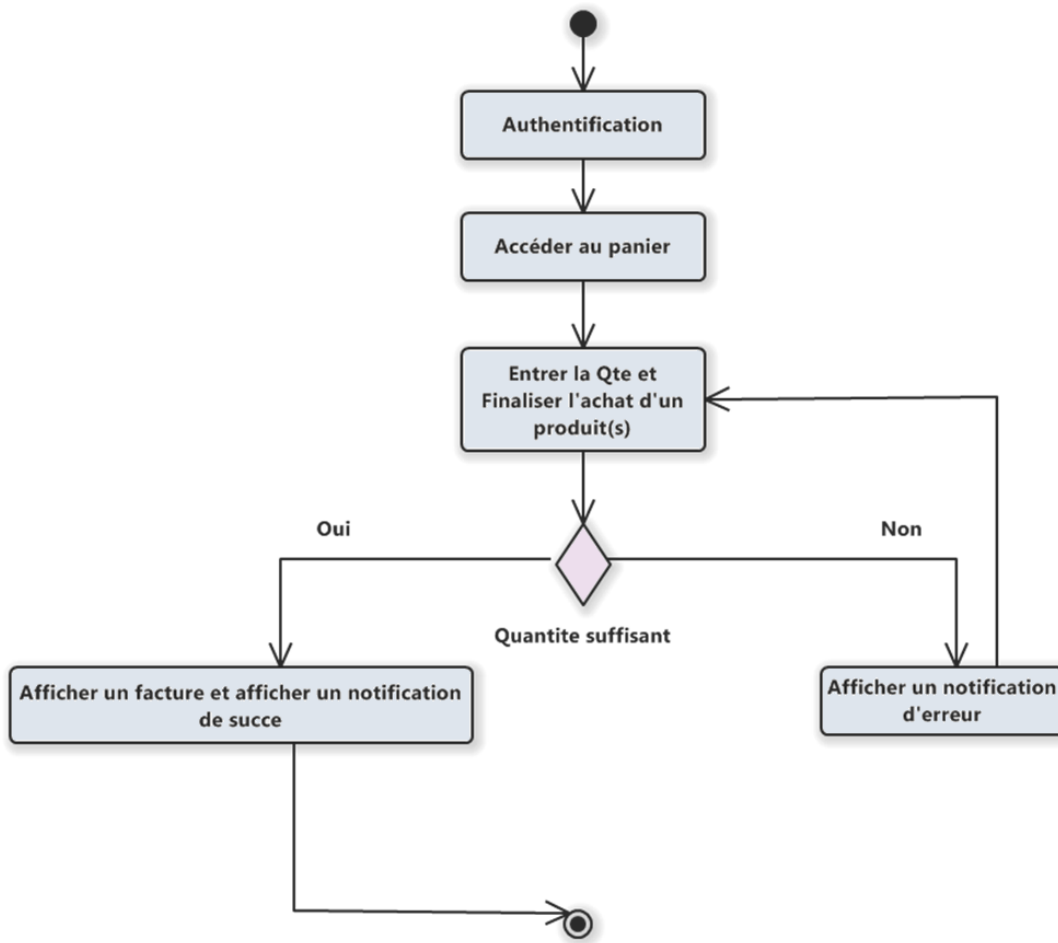 Authentification
Accéder au panier
Entrer la Qte et
Finaliser l'achat d'un
produit(s)
Oui
Non
Quantite suffisant
Afficher un facture et afficher un notification
de succe
Afficher un notification
d'erreur